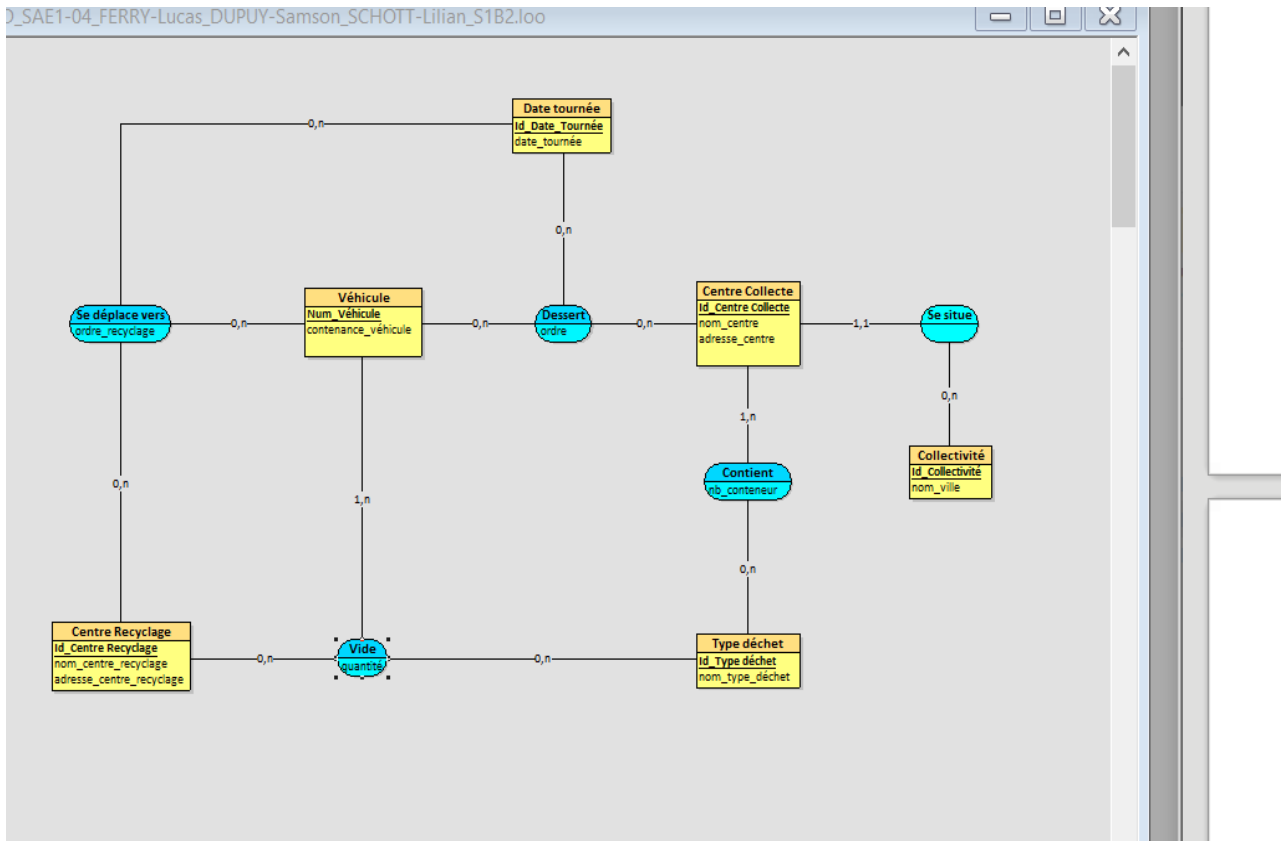 D_SAE1-04_FERRY-Lucas_DUPUY-Samson_SCHOTT-Lilian_S1B2.loo
Date tournée
Id_Date_Tournée
date_tournée
0,n
0,n
Se déplace vers
ordre_recyclage
0,n
Véhicule
Num_Véhicule
contenance_véhicule
0,n
Dessert
ordre
0,n
Centre Collecte
Id_Centre Collecte
nom_centre
adresse_centre
1,1
Se situe
0,n
1,n
Collectivité
Id_Collectivité
nom_ville
Contient
nb_conteneur
0,n
1,n
0,n
Centre Recyclage
Id_Centre Recyclage
nom_centre_recyclage
adresse_centre_recyclage
0,n
Vide
quantité
0,n
Type déchet
Id_Type déchet
nom_type_déchet